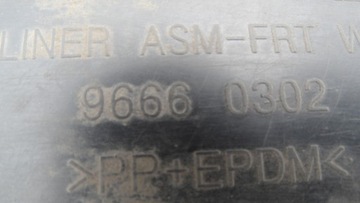 LINER ASM-FRT W
9666 0302
>PP+EPDM<